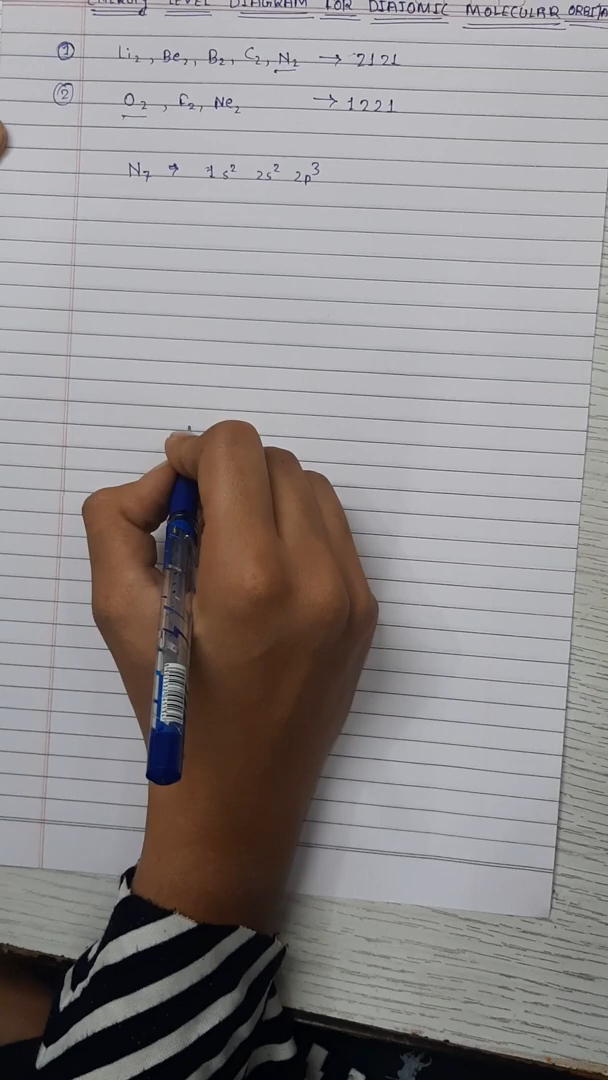 ENERGY LEVEL DIAGRAM FOR DIATOMIC MOLECULAR ORBITA
① Li₂, Be₂, B₂, C₂, N₂ → 2121
② O₂, F₂, Ne₂ → 1221
N₇ → 1s² 2s² 2p³